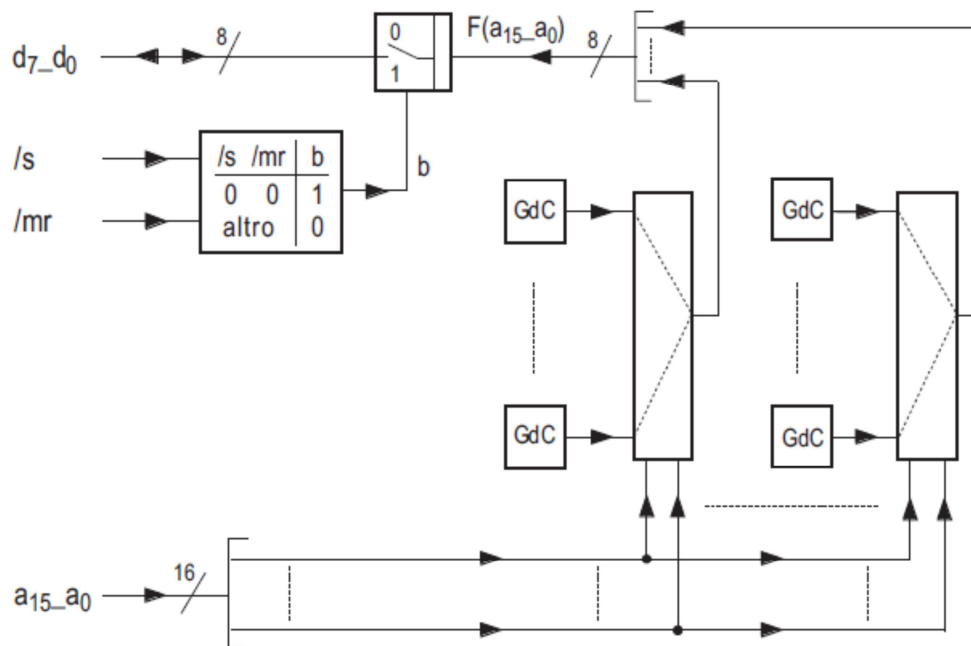 d7_d0
8
0
1
F(a15_a0)
8
/s
/mr
/s /mr b
0 0 1
altro 0
b
GdC
GdC
GdC
GdC
a15_a0
16